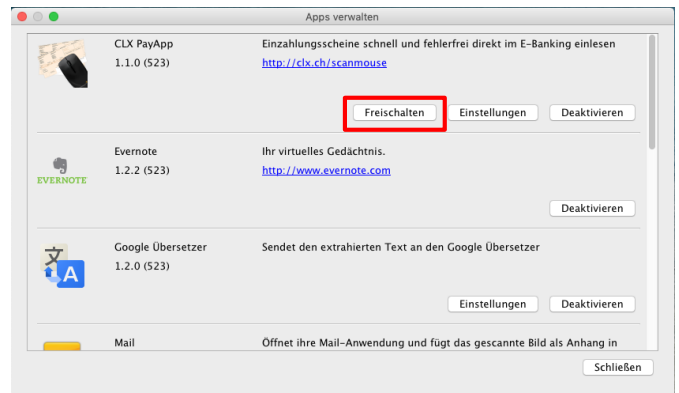 Apps verwalten
CLX PayApp
Einzahlungsscheine schnell und fehlerfrei direkt im E-Banking einlesen
1.1.0 (523)
http://clx.ch/scanmouse
Freischalten
Einstellungen
Deaktivieren
Evernote
Ihr virtuelles Gedächtnis.
1.2.2 (523)
http://www.evernote.com
EVERNOTE
Deaktivieren
Google Übersetzer
Sendet den extrahierten Text an den Google Übersetzer
1.2.0 (523)
文
A
Einstellungen
Deaktivieren
Mail
Öffnet ihre Mail-Anwendung und fügt das gescannte Bild als Anhang in
Schließen